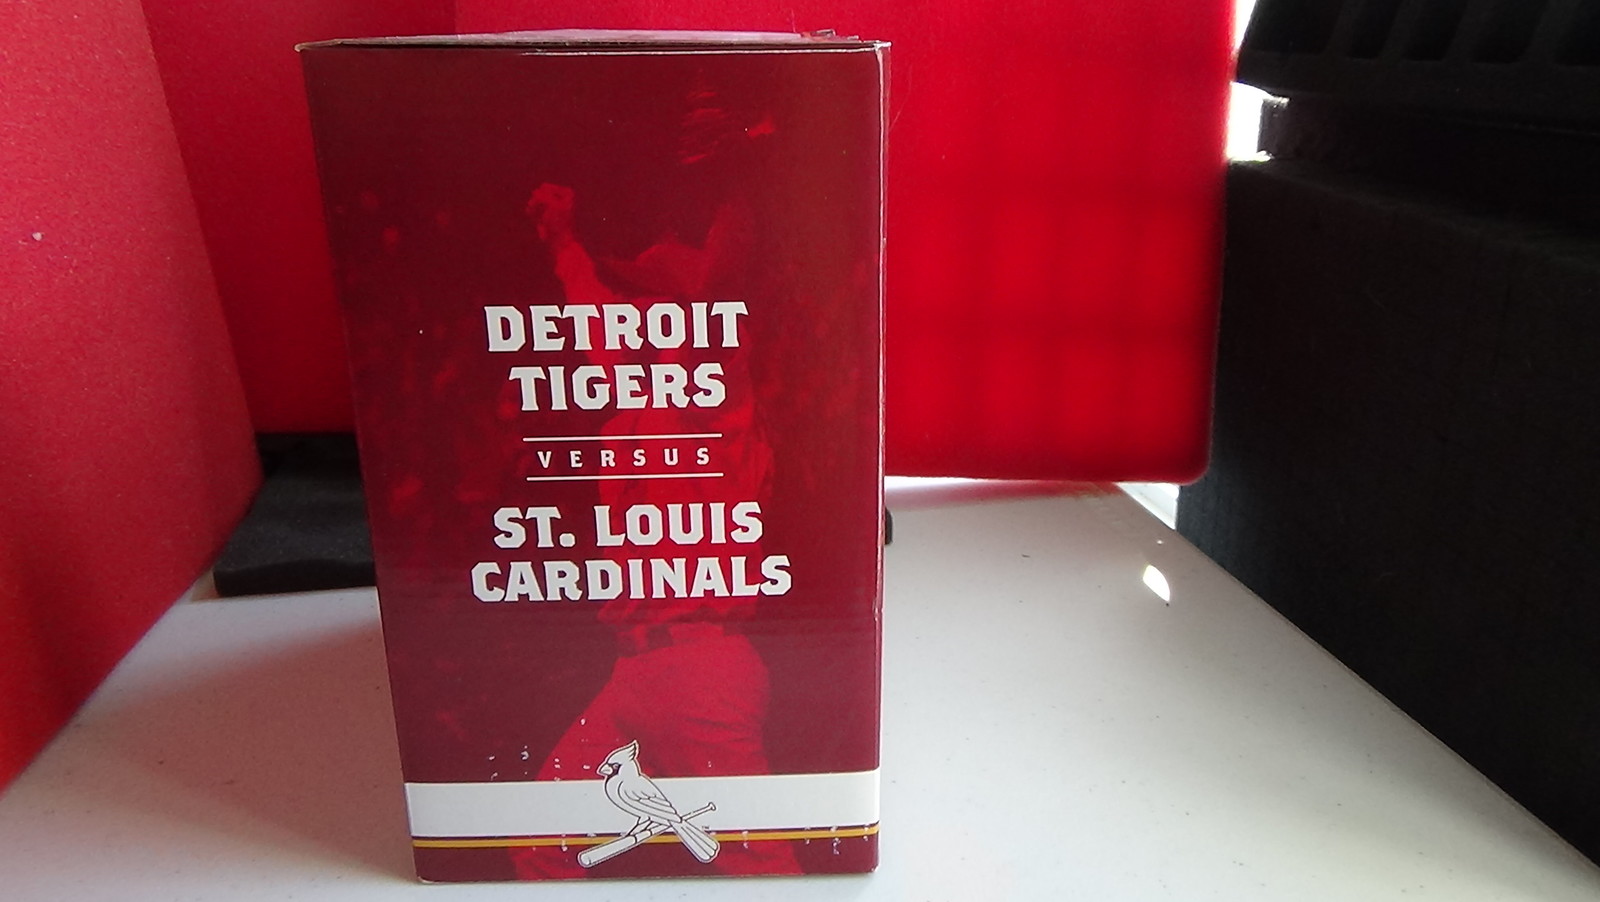 DETROIT
TIGERS
VERSUS
ST. LOUIS
CARDINALS